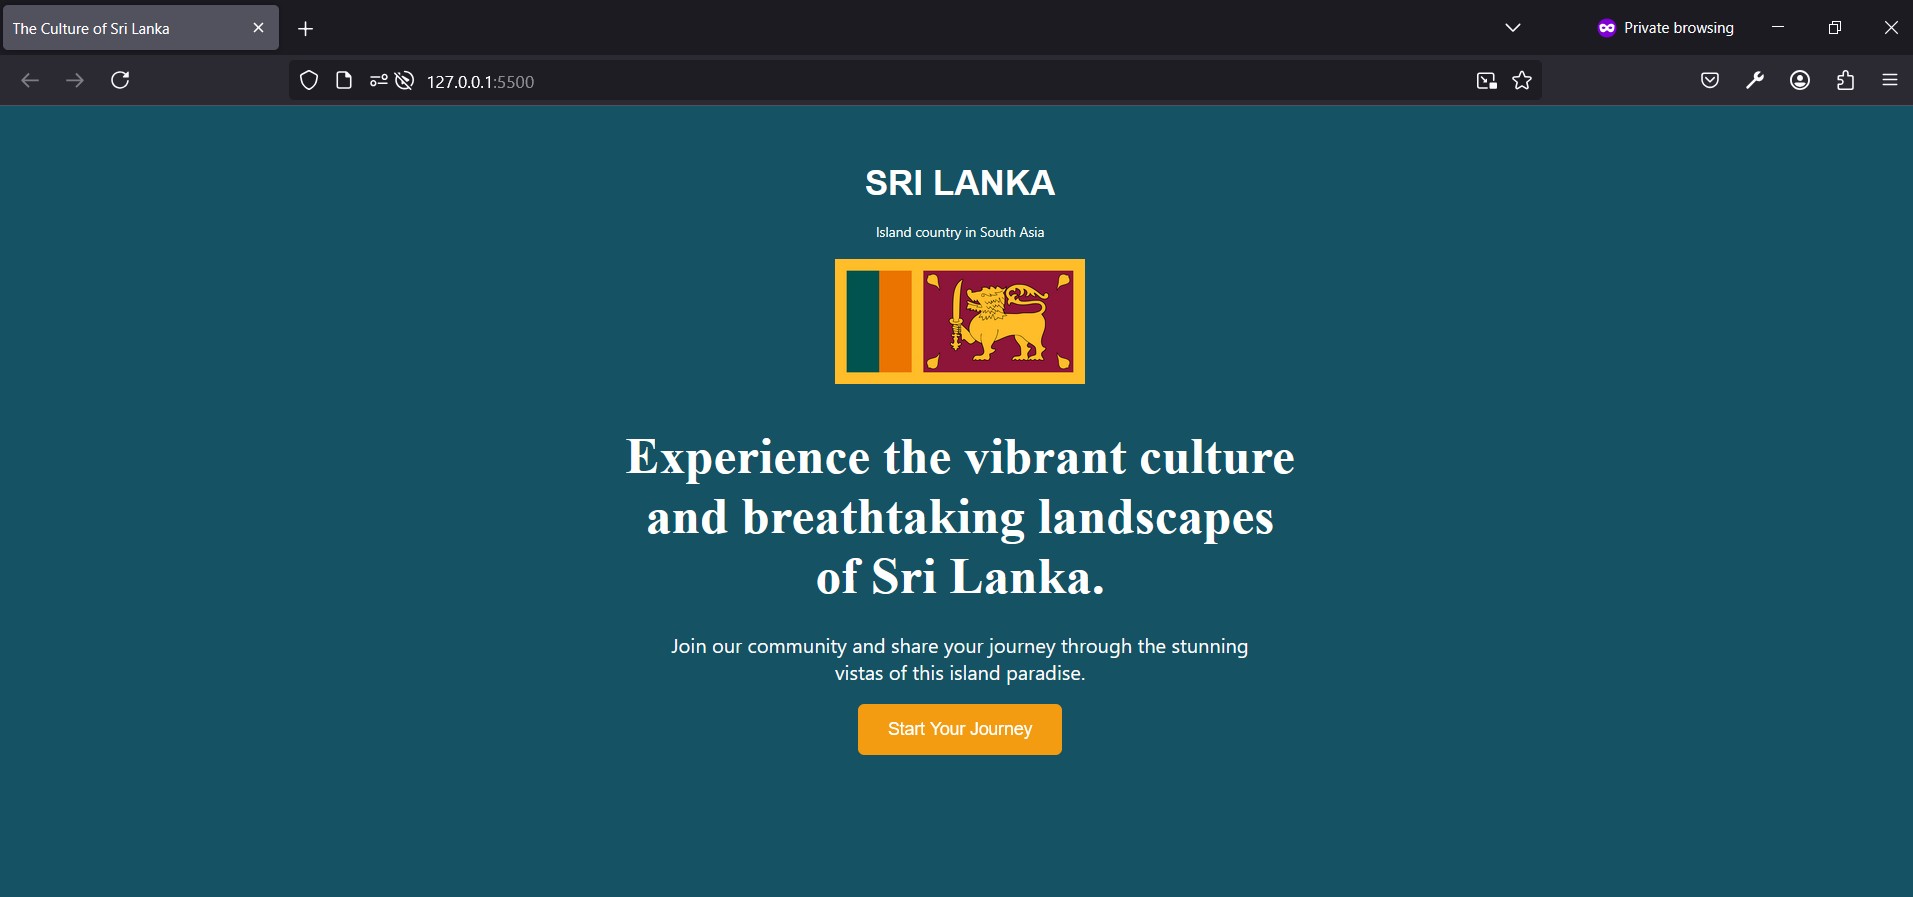 The Culture of Sri Lanka
Private browsing
127.0.0.1:5500
SRI LANKA
Island country in South Asia
Experience the vibrant culture
and breathtaking landscapes
of Sri Lanka.
Join our community and share your journey through the stunning
vistas of this island paradise.
Start Your Journey